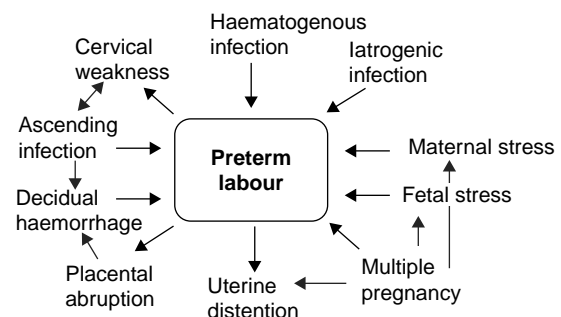 Haematogenous
infection
Cervical
weakness
Iatrogenic
infection
Ascending
infection
Preterm
labour
Maternal stress
Decidual
haemorrhage
Fetal stress
Placental
abruption
Uterine
distention
Multiple
pregnancy